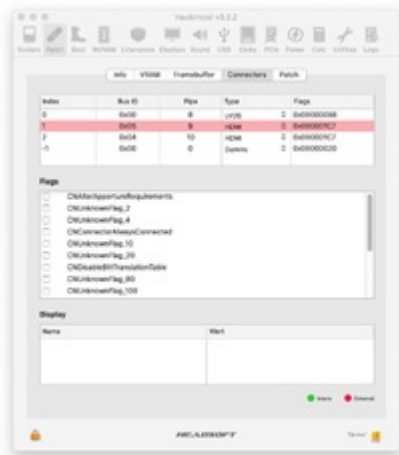 Hackintool v3.2.2
System Patch Boot NVRAM Extensions Displays Sound USB Disks PCIe Power Calc Utilities Logs
Info VRAM Framebuffer Connectors Patch
Index Bus ID Pipe Type Flags
0 0x00 8 LVDS 0x00000098
1 0x05 9 HDMI 0x000001C7
2 0x04 10 HDMI 0x000001C7
-1 0x00 0 Dummy 0x00000020
Flags
CNAlterAppertureRequirements
CNUnknownFlag_2
CNUnknownFlag_4
CNConnectorAlwaysConnected
CNUnknownFlag_10
CNUnknownFlag_20
CNDisableBlitTranslationTable
CNUnknownFlag_80
CNUnknownFlag_100
Display
Name Wert
Intern External
HEADSOFT